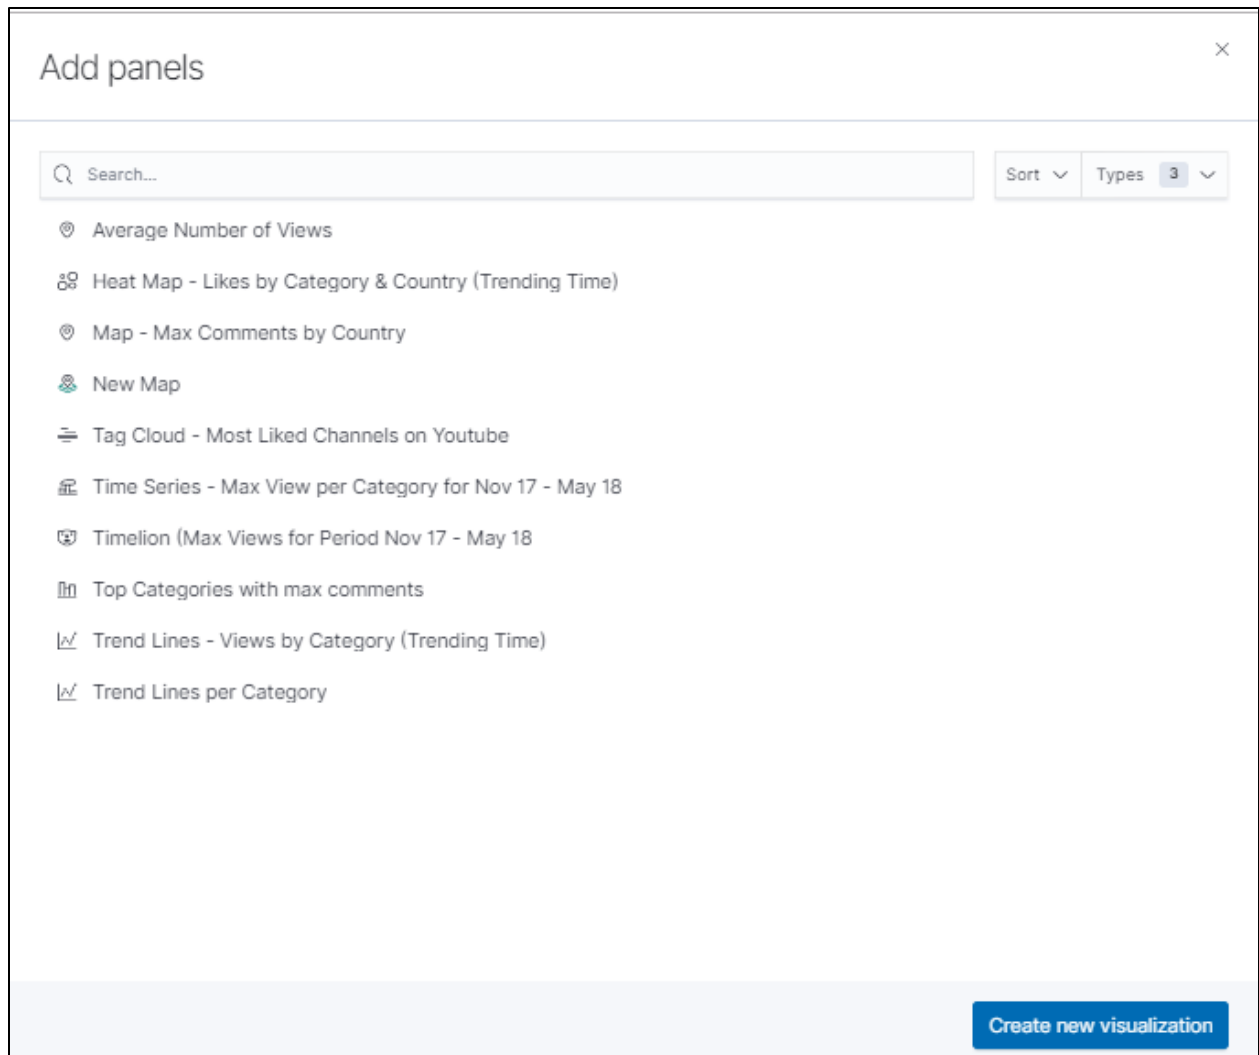 Add panels
Search...
Sort
Types 3
Average Number of Views
Heat Map - Likes by Category & Country (Trending Time)
Map - Max Comments by Country
New Map
Tag Cloud - Most Liked Channels on Youtube
Time Series - Max View per Category for Nov 17 - May 18
Timelion (Max Views for Period Nov 17 - May 18
Top Categories with max comments
Trend Lines - Views by Category (Trending Time)
Trend Lines per Category
Create new visualization